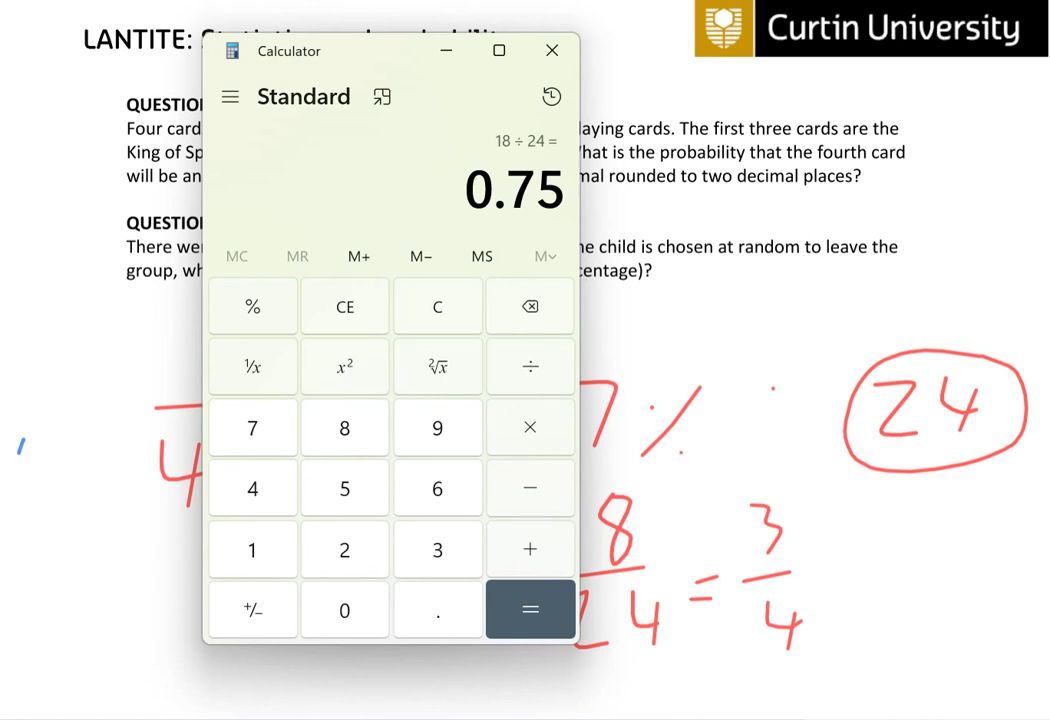 LANTITE: St
Curtin University
Calculator
Standard
18 ÷ 24 =
0.75
MC MR M+ M− MS M˅
% CE C
⅟x x² ²√x ÷
7 8 9 ×
4 5 6 −
1 2 3 +
+/− 0 . =
QUESTIO
Four card laying cards. The first three cards are the
King of Sp hat is the probability that the fourth card
will be an mal rounded to two decimal places?
QUESTIO
There we e child is chosen at random to leave the
group, wh centage)?
4
7 %
24
8
24 = 3
4